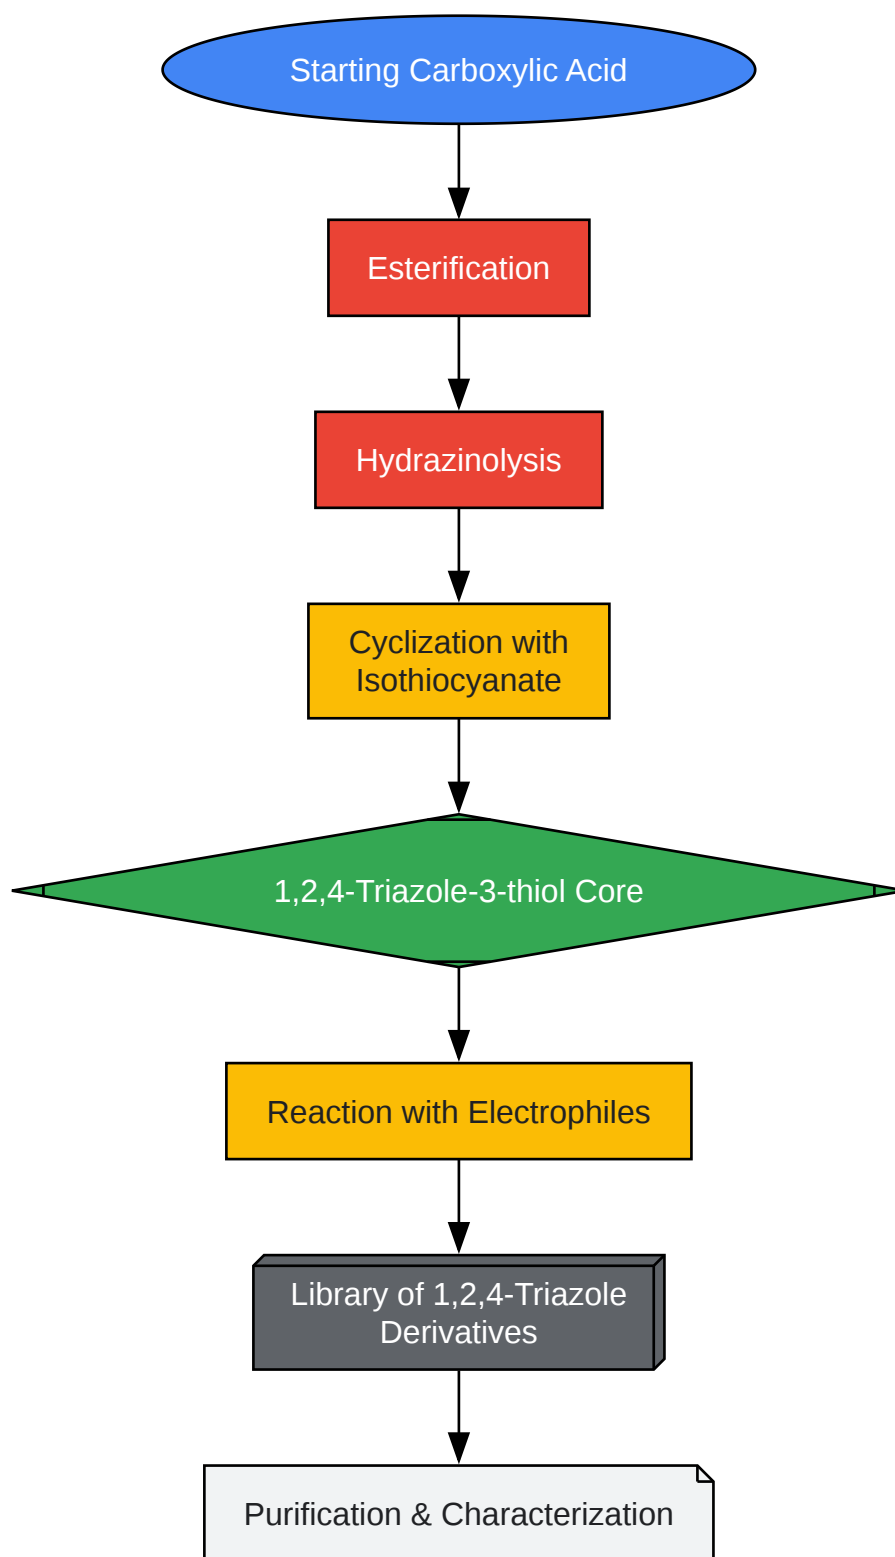 Starting Carboxylic Acid
Esterification
Hydrazinolysis
Cyclization with
Isothiocyanate
1,2,4-Triazole-3-thiol Core
Reaction with Electrophiles
Library of 1,2,4-Triazole
Derivatives
Purification & Characterization